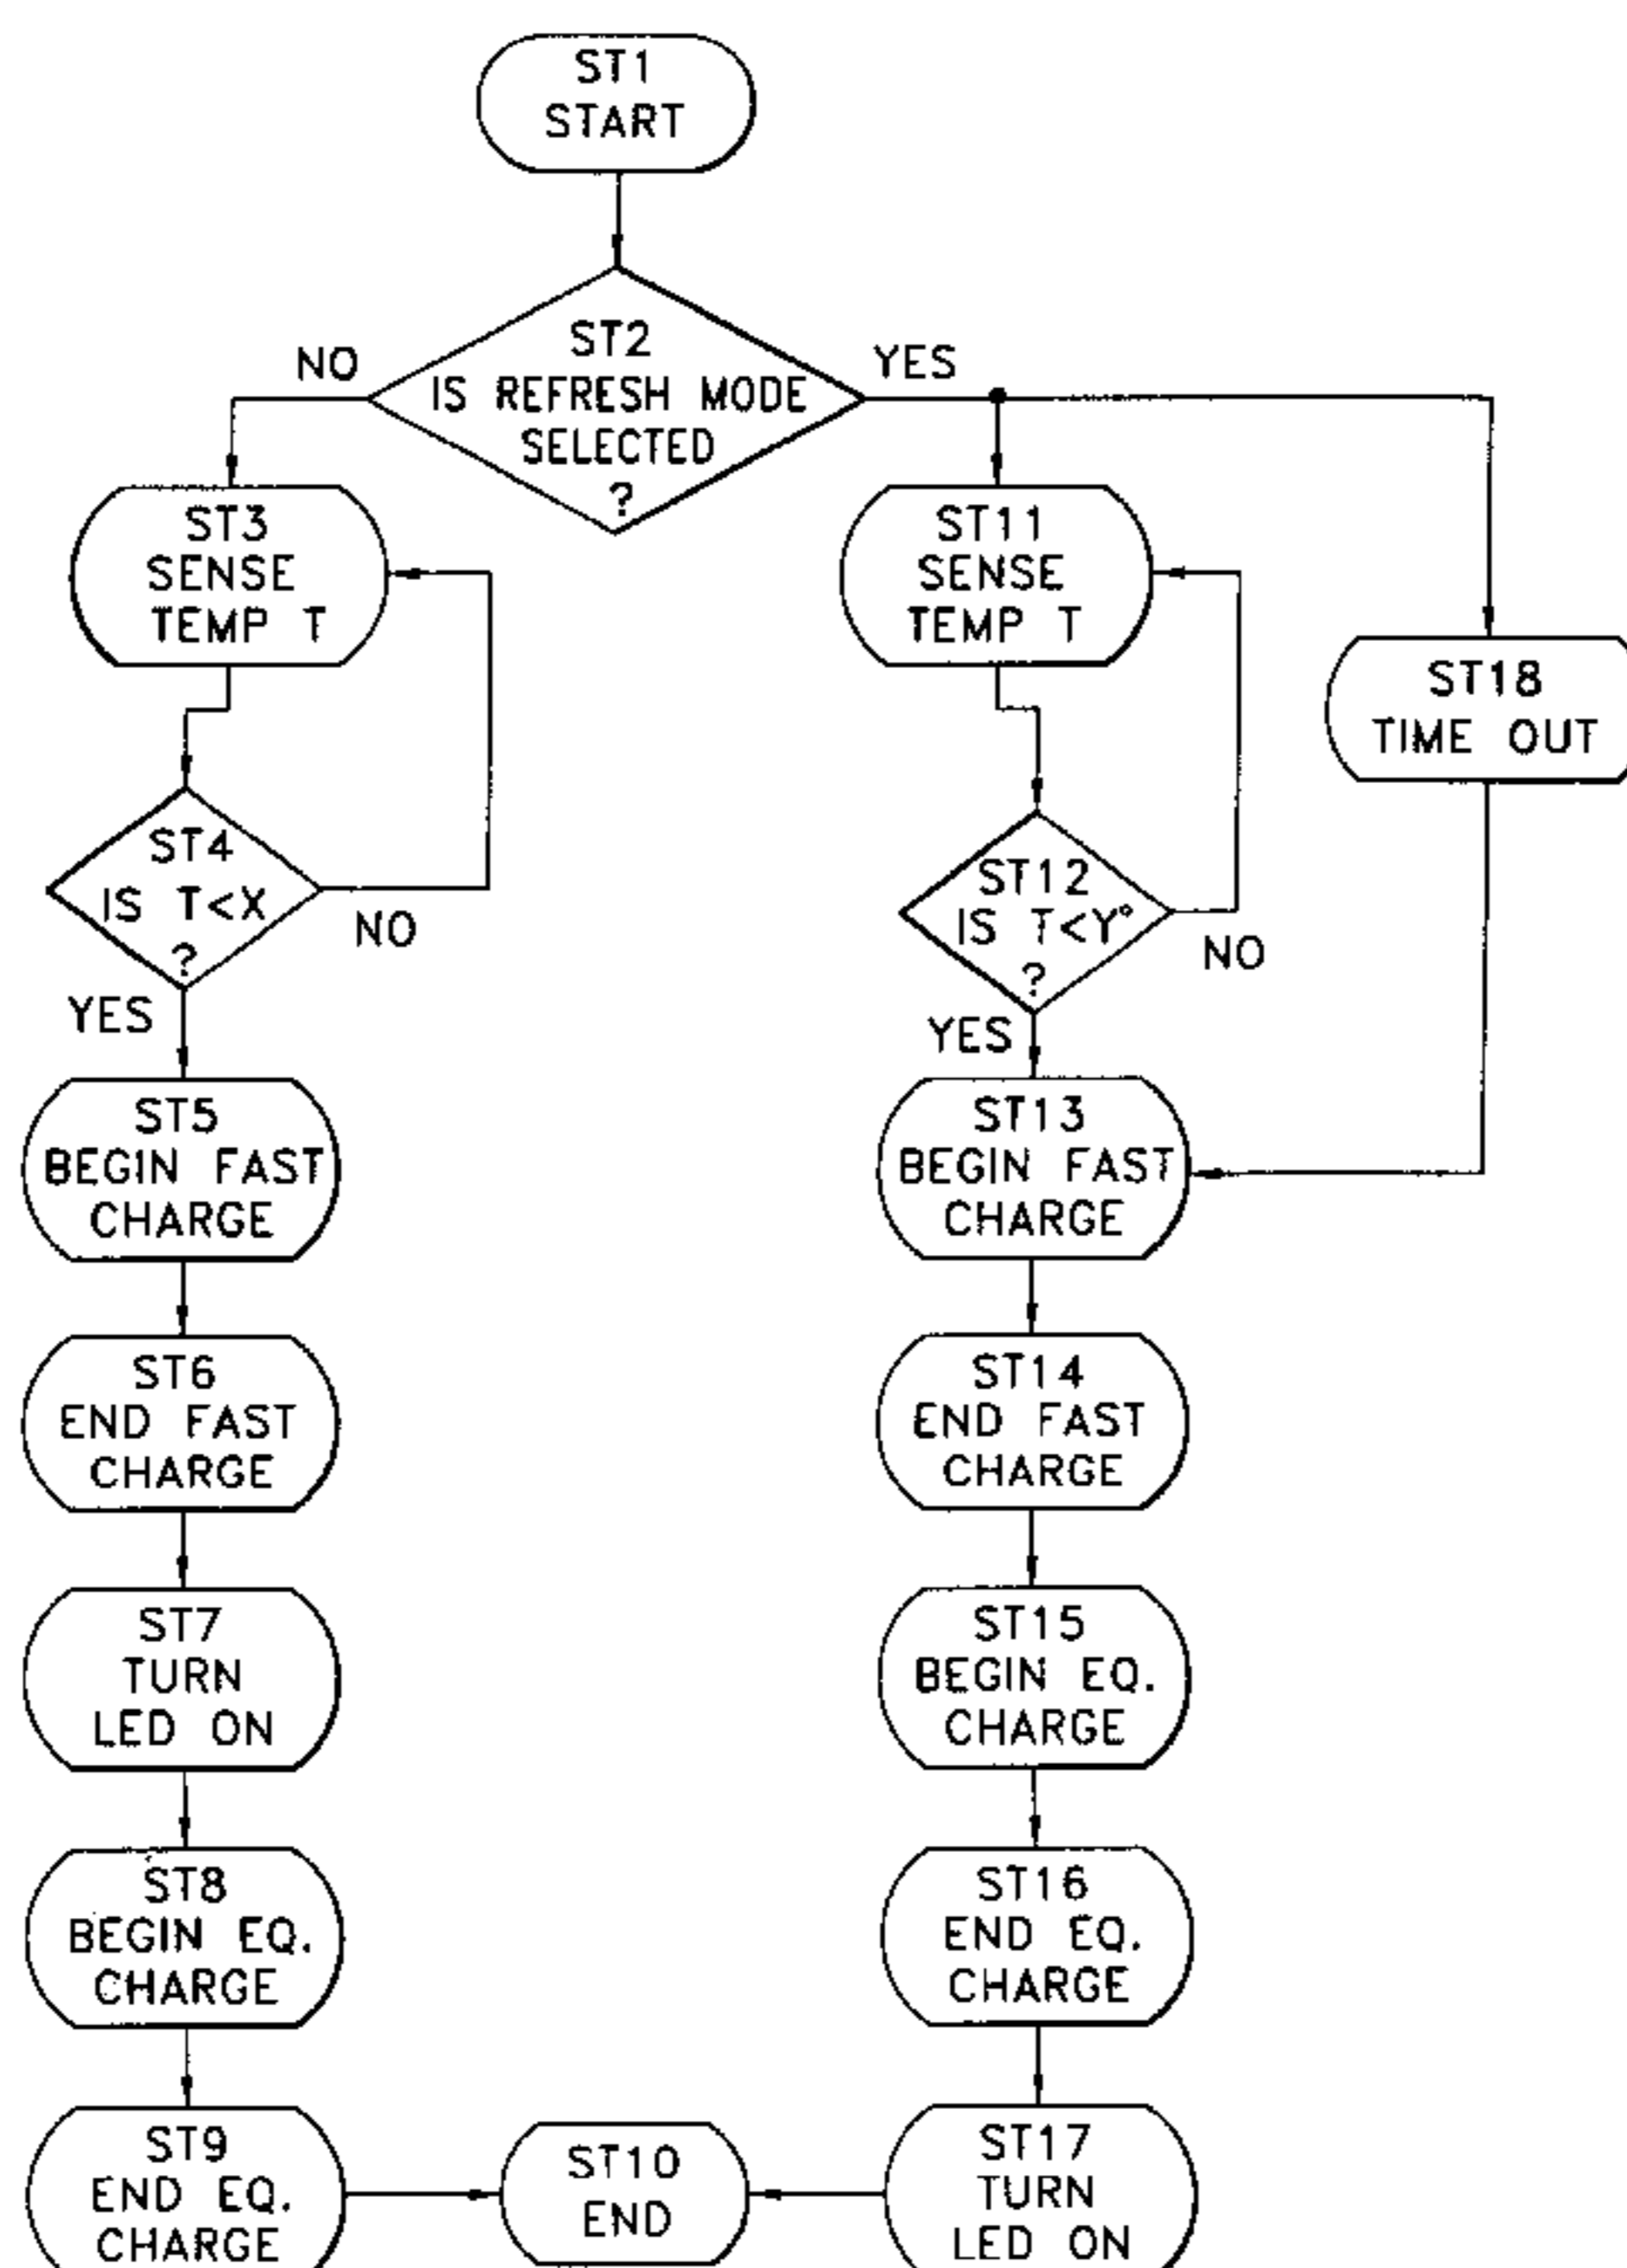 ST1
START
ST2
IS REFRESH MODE
SELECTED
?
NO
YES
ST3
SENSE
TEMP T
ST4
IS T<X
?
NO
YES
ST5
BEGIN FAST
CHARGE
ST6
END FAST
CHARGE
ST7
TURN
LED ON
ST8
BEGIN EQ.
CHARGE
ST9
END EQ.
CHARGE
ST10
END
ST11
SENSE
TEMP T
ST12
IS T<Y°
?
NO
YES
ST13
BEGIN FAST
CHARGE
ST14
END FAST
CHARGE
ST15
BEGIN EQ.
CHARGE
ST16
END EQ.
CHARGE
ST17
TURN
LED ON
ST18
TIME OUT